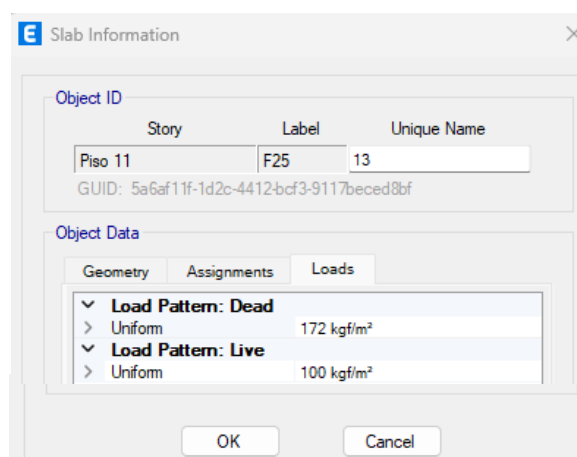 E Slab Information
Object ID
Story Label Unique Name
Piso 11 F25 13
GUID: 5a6af11f-1d2c-4412-bcf3-9117beced8bf
Object Data
Geometry Assignments Loads
Load Pattern: Dead
Uniform 172 kgf/m²
Load Pattern: Live
Uniform 100 kgf/m²
OK Cancel